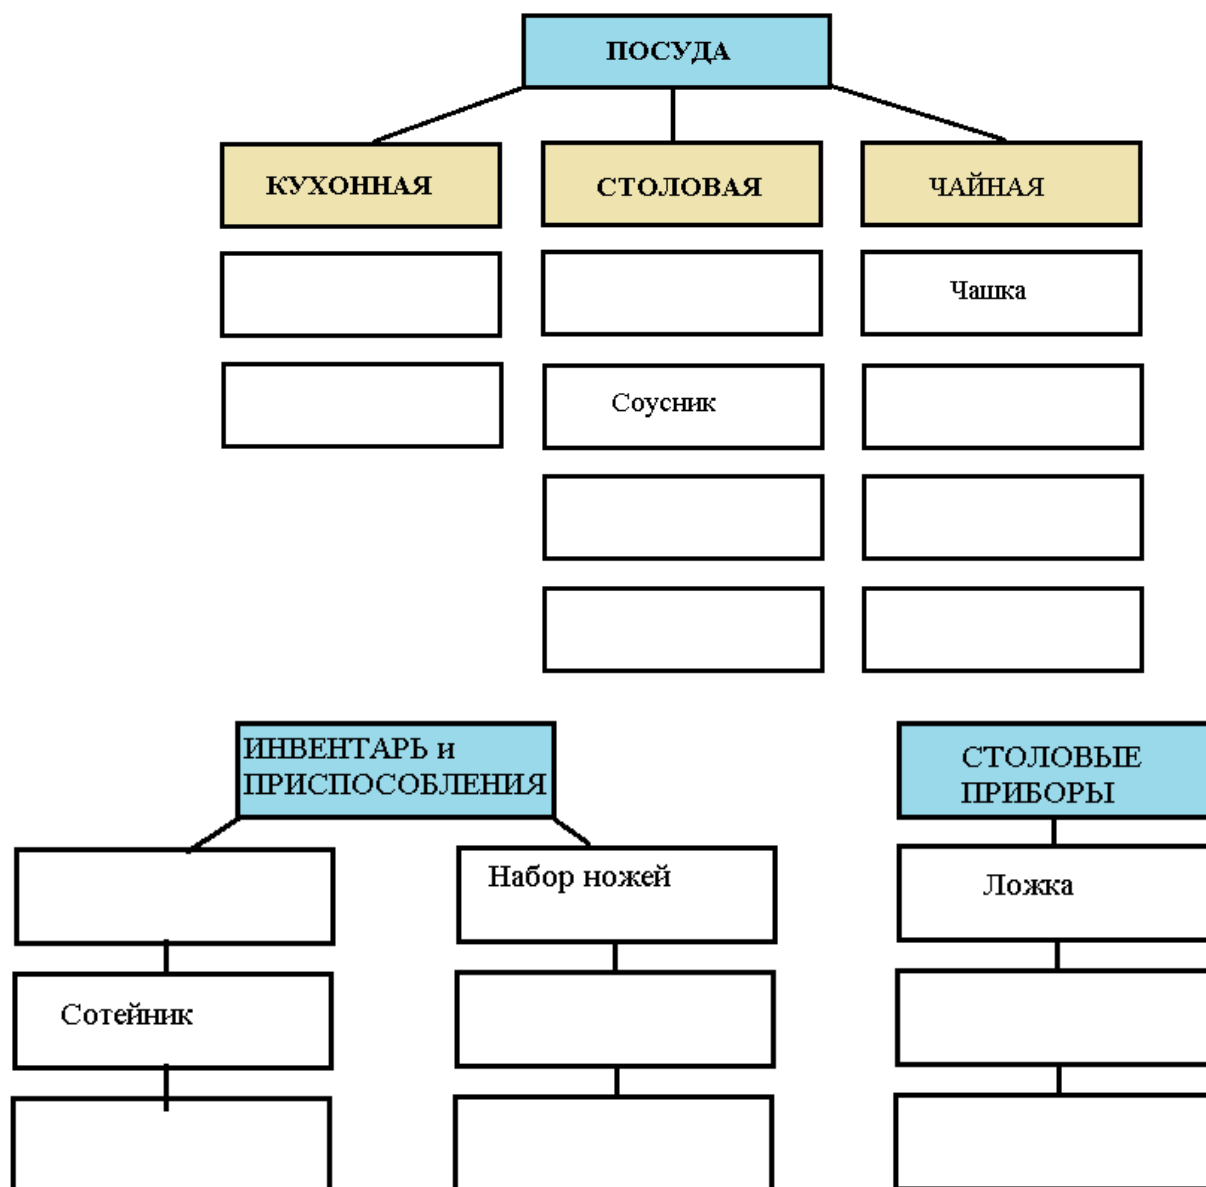 ПОСУДА
КУХОННАЯ
СТОЛОВАЯ
ЧАЙНАЯ
Чашка
Соусник
ИНВЕНТАРЬ и
ПРИСПОСОБЛЕНИЯ
СТОЛОВЫЕ
ПРИБОРЫ
Набор ножей
Ложка
Сотейник